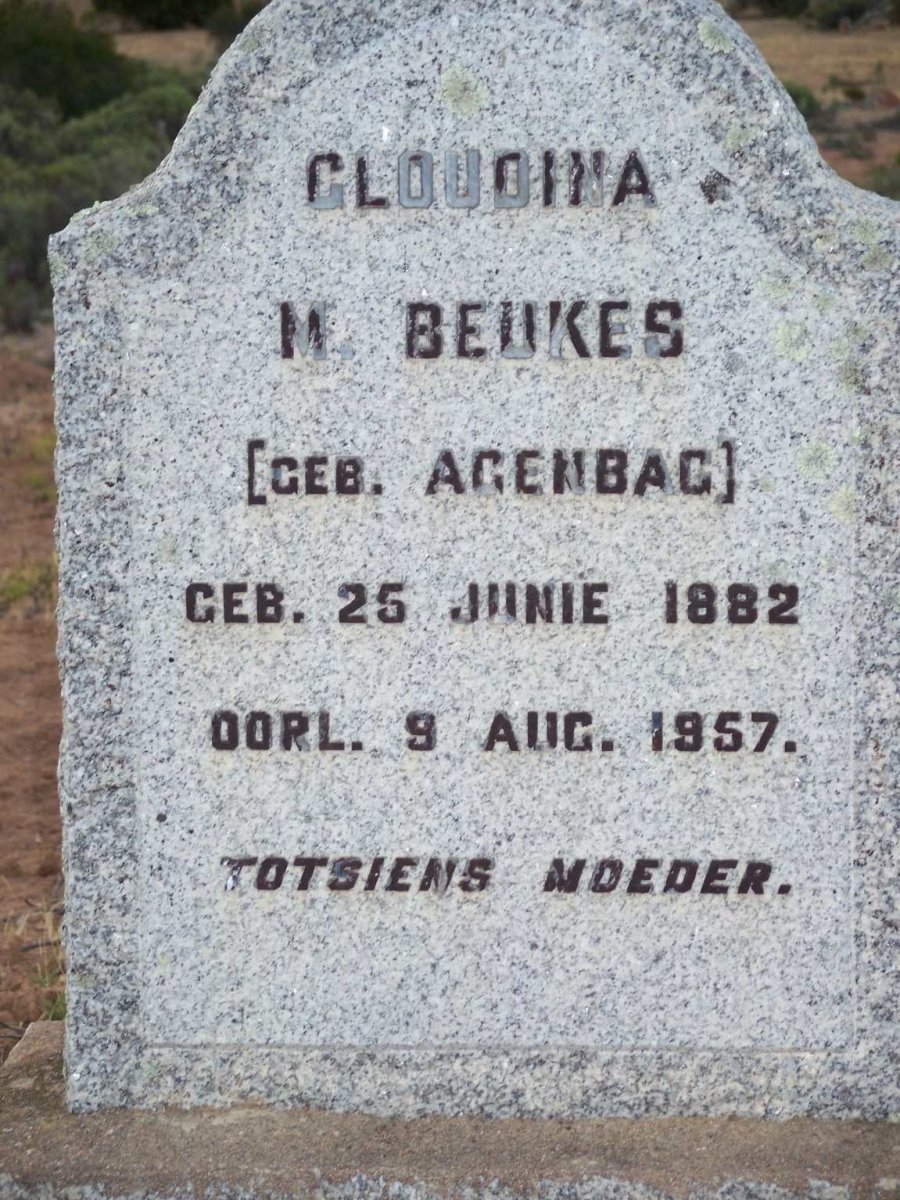 CLOUDINA
M. BEUKES
[GEB. AGENBAG]
GEB. 25 JUNIE 1882
OORL. 9 AUG. 1957.
TOTSIENS MOEDER.